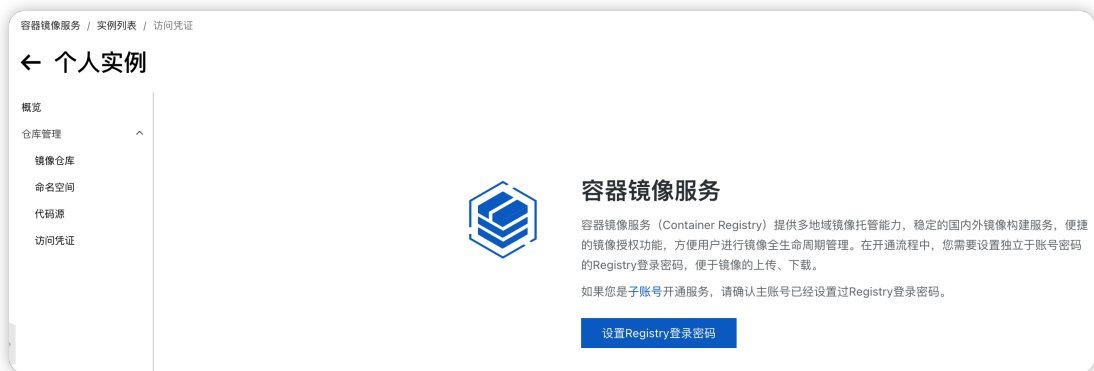 容器镜像服务 / 实例列表 / 访问凭证
← 个人实例
概览
仓库管理
镜像仓库
命名空间
代码源
访问凭证
容器镜像服务
容器镜像服务（Container Registry）提供多地域镜像托管能力，稳定的国内外镜像构建服务，便捷
的镜像授权功能，方便用户进行镜像全生命周期管理。在开通流程中，您需要设置独立于账号密码
的Registry登录密码，便于镜像的上传、下载。
如果您是子账号开通服务，请确认主账号已经设置过Registry登录密码。
设置Registry登录密码